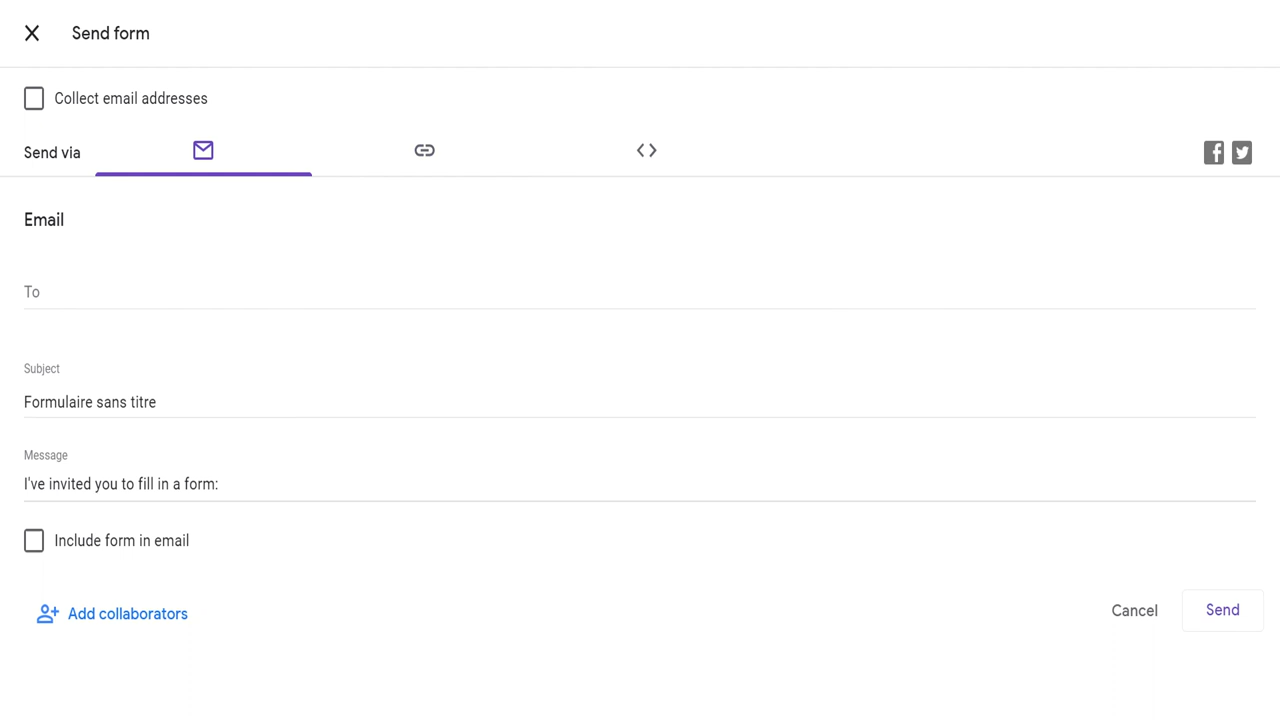 Send form
Collect email addresses
Send via
Email
To
Subject
Formulaire sans titre
Message
I've invited you to fill in a form:
Include form in email
Add collaborators
Cancel
Send